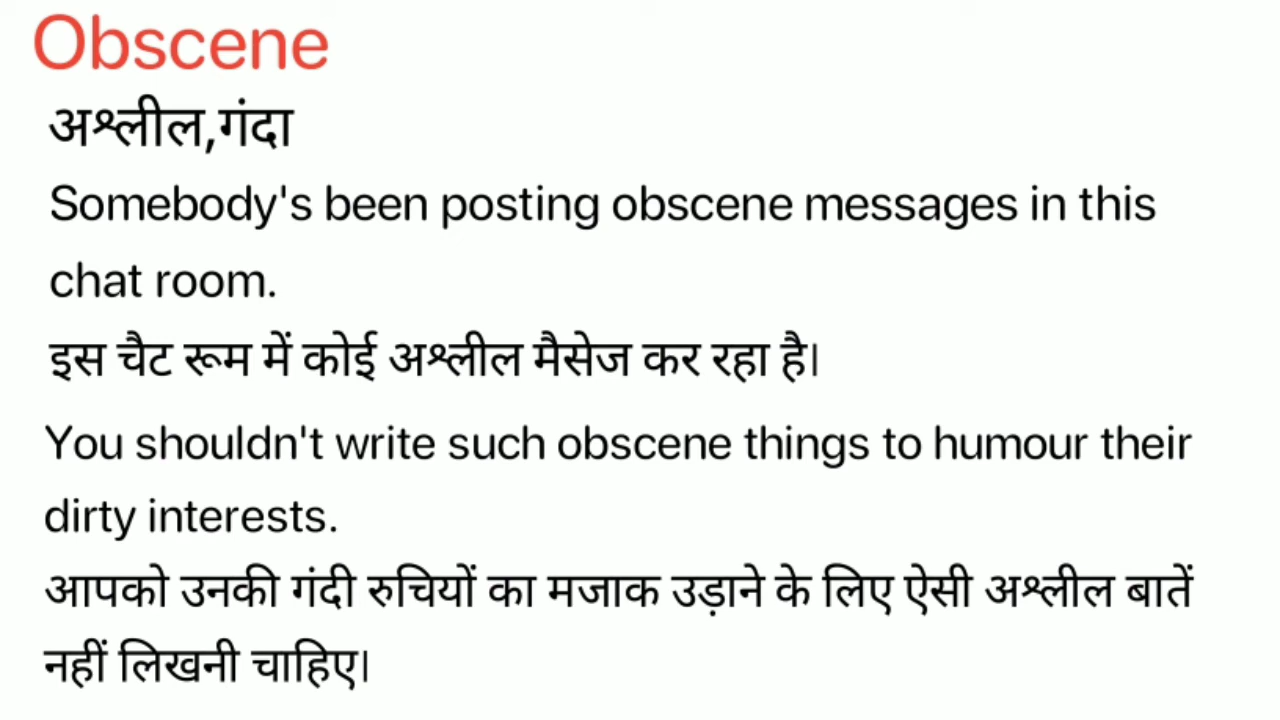 Obscene
अश्लील,गंदा
Somebody's been posting obscene messages in this
chat room.
इस चैट रूम में कोई अश्लील मैसेज कर रहा है।
You shouldn't write such obscene things to humour their
dirty interests.
आपको उनकी गंदी रुचियों का मजाक उड़ाने के लिए ऐसी अश्लील बातें
नहीं लिखनी चाहिए।